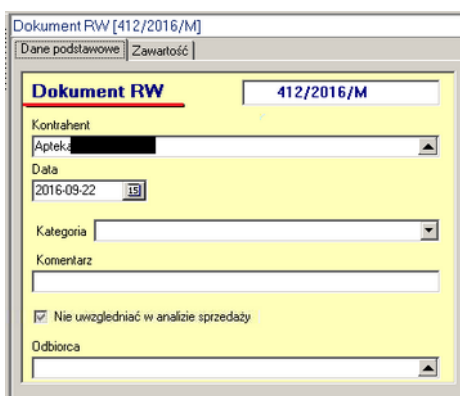 Dokument RW [412/2016/M]
Dane podstawowe Zawartość
Dokument RW 412/2016/M
Kontrahent
Apteka
Data
2016-09-22 15
Kategoria
Komentarz
Nie uwzgledniać w analizie sprzedaży
Odbiorca